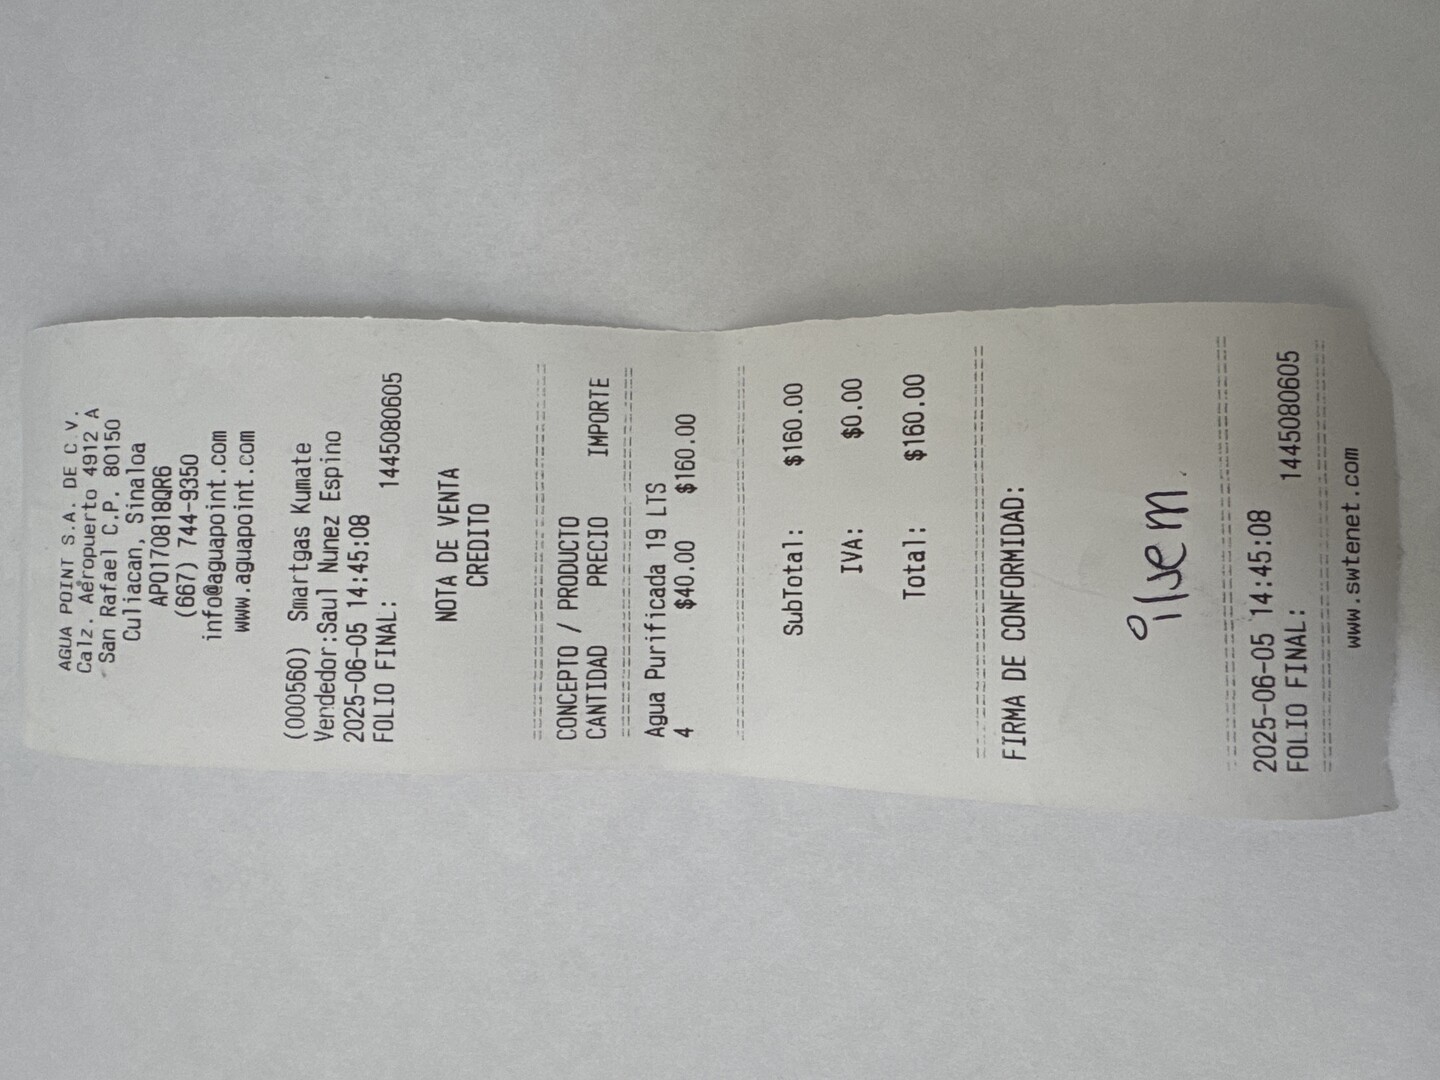 AGUA POINT S.A. DE C.V.
Calz. Aeropuerto 4912 A
San Rafael C.P. 80150
Culiacan, Sinaloa
APO170818QR6
(667) 744-9350
info@aguapoint.com
www.aguapoint.com
(000560) Smartgas Kumate
Vendedor:Saul Nunez Espino
2025-06-05 14:45:08
FOLIO FINAL: 1445080605
NOTA DE VENTA
CREDITO
CONCEPTO / PRODUCTO
CANTIDAD PRECIO IMPORTE
Agua Purificada 19 LTS
4 $40.00 $160.00
SubTotal: $160.00
IVA: $0.00
Total: $160.00
FIRMA DE CONFORMIDAD:
2025-06-05 14:45:08
FOLIO FINAL: 1445080605
www.swtenet.com